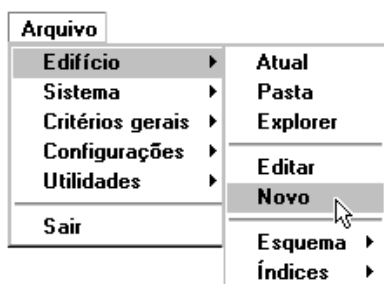 Arquivo
Edifício
Sistema
Critérios gerais
Configurações
Utilidades
Sair
Atual
Pasta
Explorer
Editar
Novo
Esquema
Índices